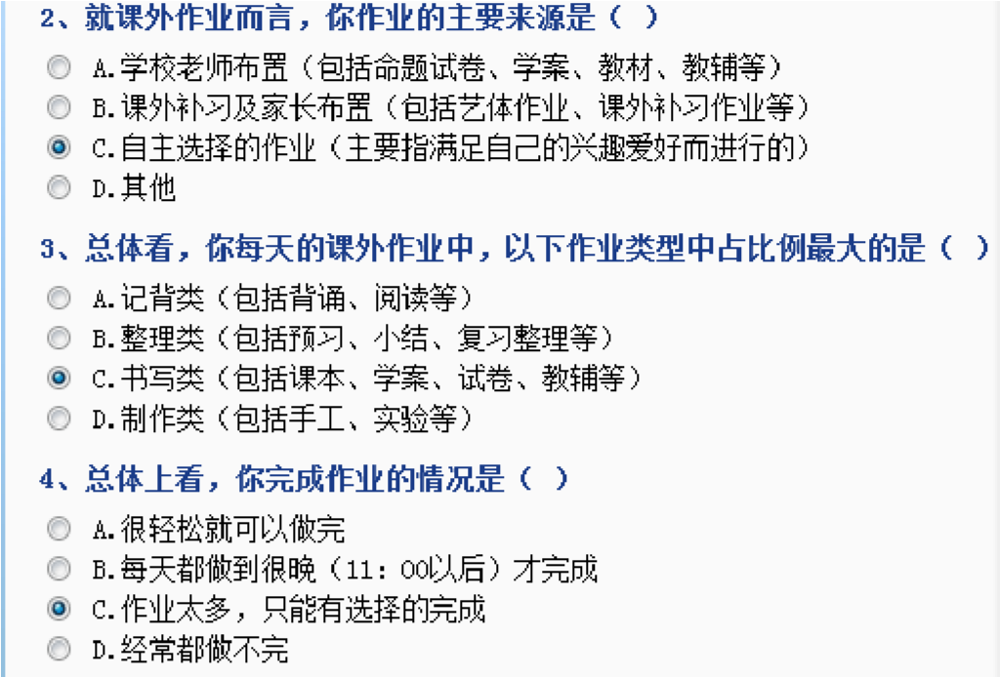 2、就课外作业而言，你作业的主要来源是（ ）
A.学校老师布置（包括命题试卷、学案、教材、教辅等）
B.课外补习及家长布置（包括艺体作业、课外补习作业等）
C.自主选择的作业（主要指满足自己的兴趣爱好而进行的）
D.其他
3、总体看，你每天的课外作业中，以下作业类型中占比例最大的是（ ）
A.记背类（包括背诵、阅读等）
B.整理类（包括预习、小结、复习整理等）
C.书写类（包括课本、学案、试卷、教辅等）
D.制作类（包括手工、实验等）
4、总体上看，你完成作业的情况是（ ）
A.很轻松就可以做完
B.每天都做到很晚（11：00以后）才完成
C.作业太多，只能有选择的完成
D.经常都做不完